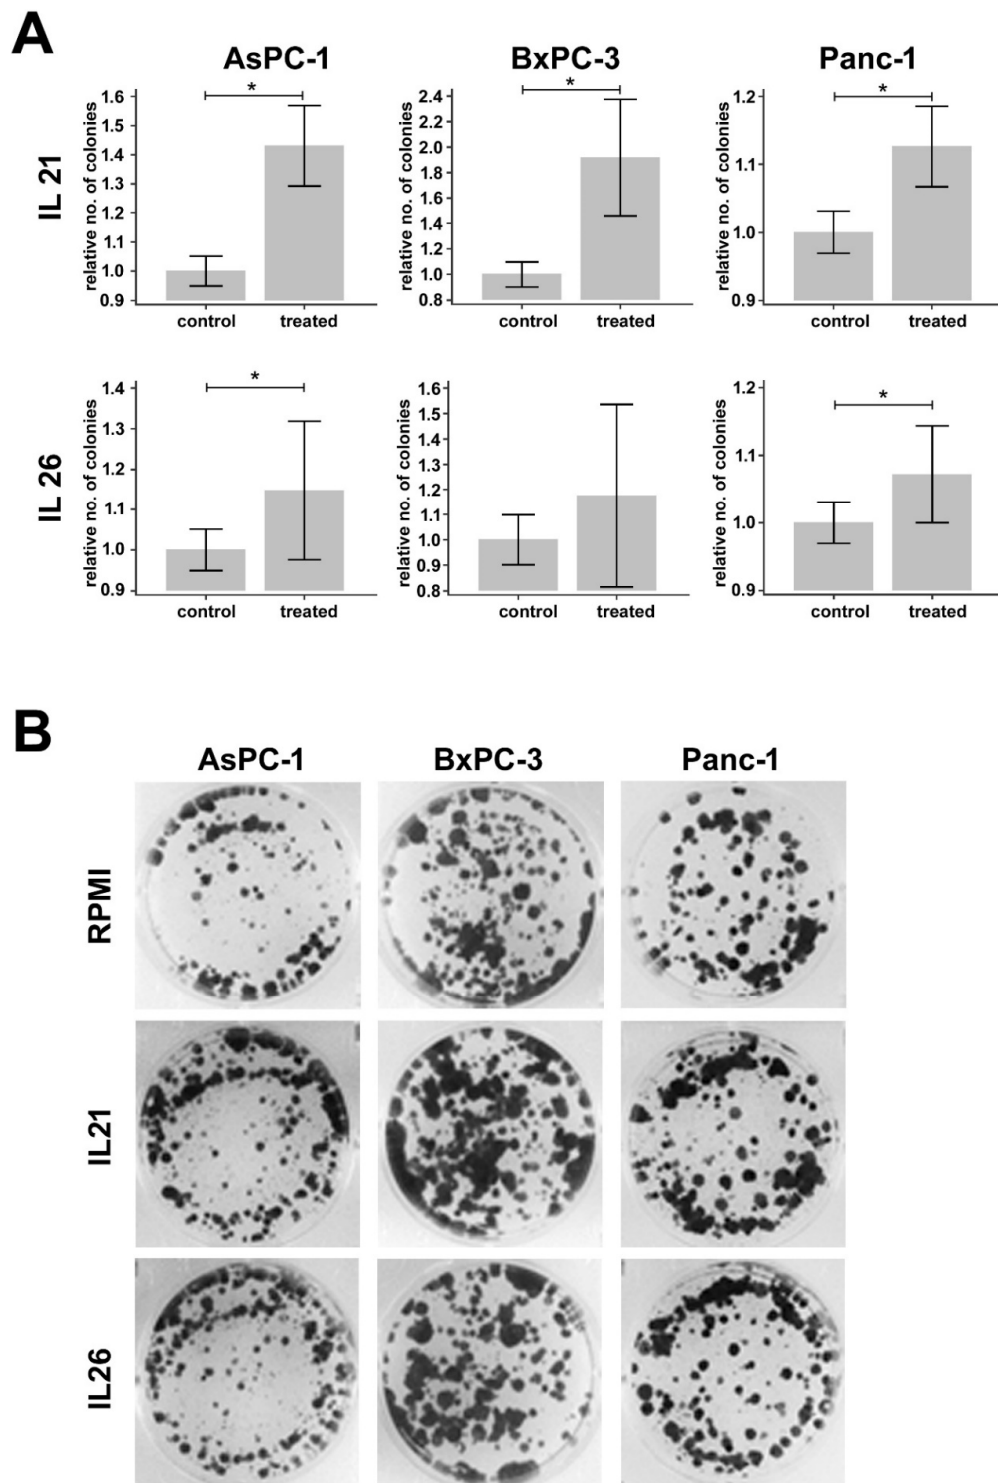 A
AsPC-1 BxPC-3 Panc-1
IL 21
relative no. of colonies
1.6
1.5
1.4
1.3
1.2
1.1
1.0
0.9
*
control treated
relative no. of colonies
2.4
2.2
2.0
1.8
1.6
1.4
1.2
1.0
0.8
*
control treated
relative no. of colonies
1.2
1.1
1.0
0.9
*
control treated
IL 26
relative no. of colonies
1.4
1.3
1.2
1.1
1.0
0.9
*
control treated
relative no. of colonies
1.6
1.5
1.4
1.3
1.2
1.1
1.0
0.9
0.8
control treated
relative no. of colonies
1.2
1.1
1.0
0.9
*
control treated
B
AsPC-1 BxPC-3 Panc-1
RPMI
IL21
IL26